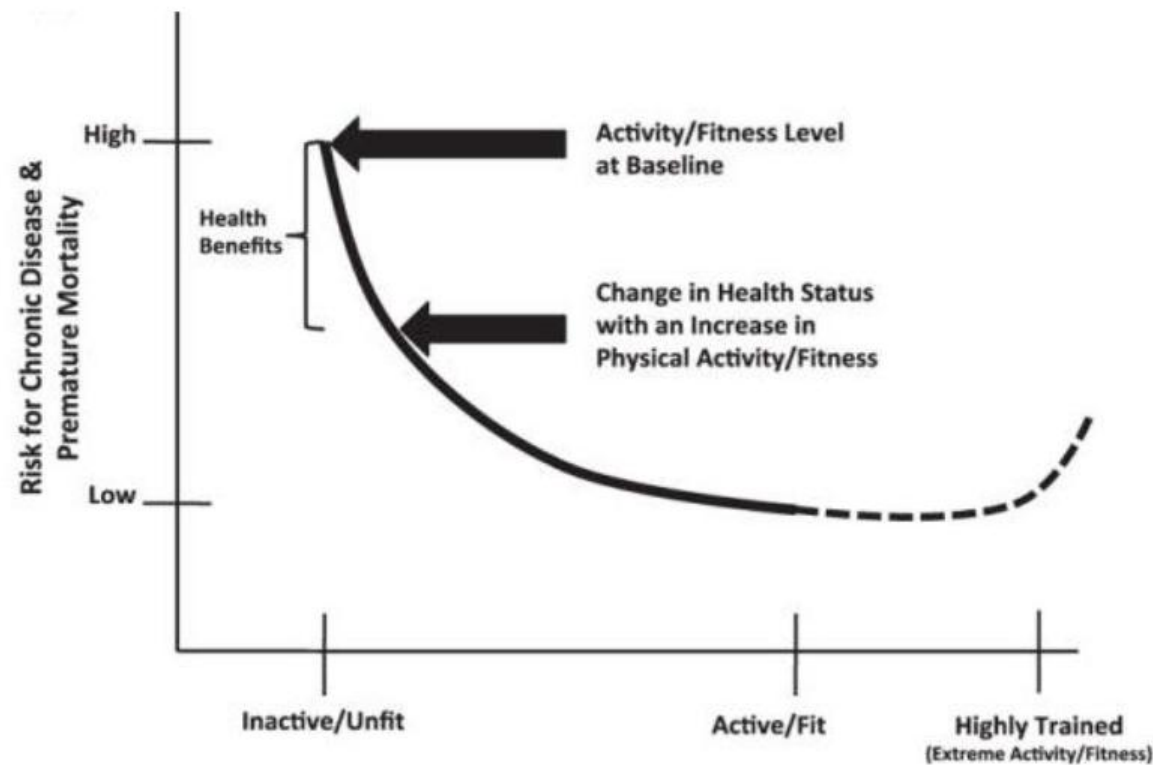 High
Activity/Fitness Level
at Baseline
Health
Benefits
Change in Health Status
with an Increase in
Physical Activity/Fitness
Risk for Chronic Disease &
Premature Mortality
Low
Inactive/Unfit
Active/Fit
Highly Trained
(Extreme Activity/Fitness)